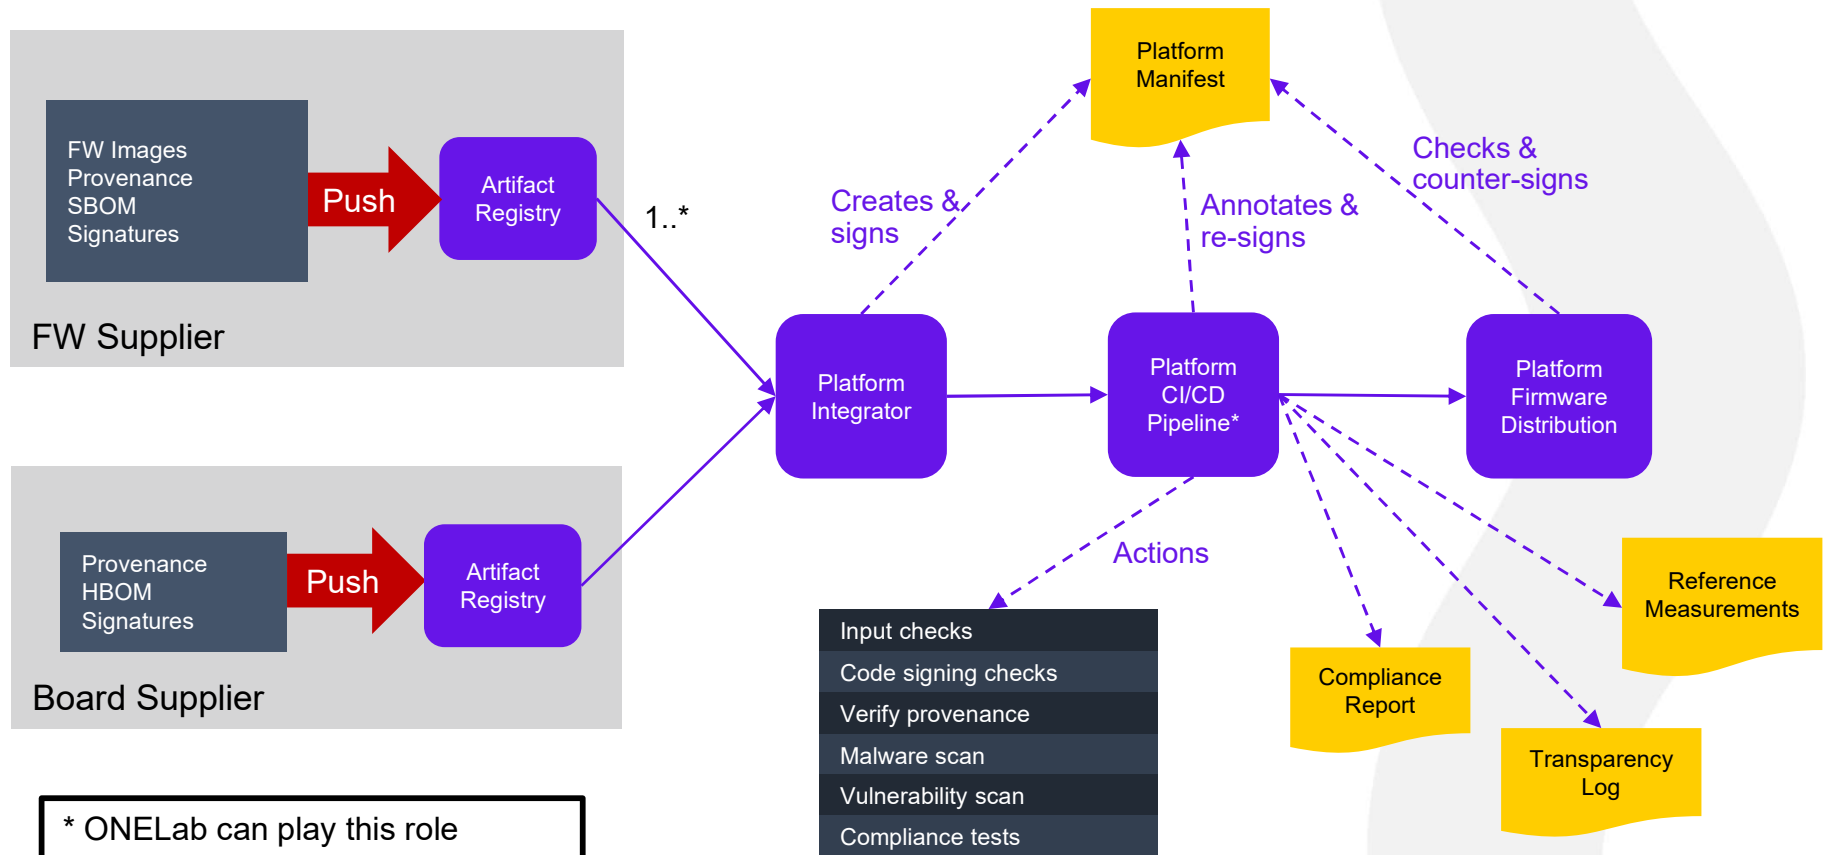 FW Images
Provenance
SBOM
Signatures
Push
Artifact
Registry
FW Supplier
1..*
Provenance
HBOM
Signatures
Push
Artifact
Registry
Board Supplier
* ONELab can play this role
Platform
Manifest
Creates &
signs
Annotates &
re-signs
Checks &
counter-signs
Platform
Integrator
Platform
CI/CD
Pipeline*
Platform
Firmware
Distribution
Actions
Input checks
Code signing checks
Verify provenance
Malware scan
Vulnerability scan
Compliance tests
Compliance
Report
Transparency
Log
Reference
Measurements